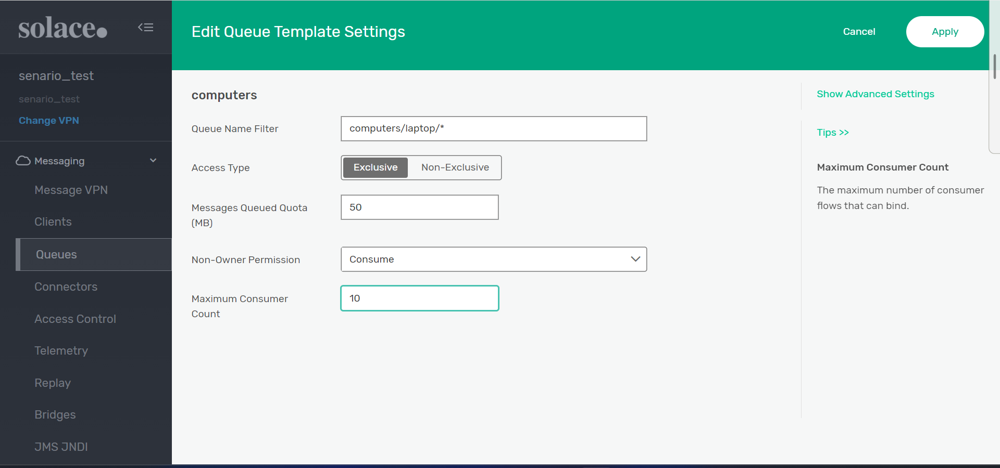 solace.
senario_test
senario_test
Change VPN
Messaging
Message VPN
Clients
Queues
Connectors
Access Control
Telemetry
Replay
Bridges
JMS JNDI
Edit Queue Template Settings
Cancel
Apply
computers
Queue Name Filter
computers/laptop/*
Access Type
Exclusive
Non-Exclusive
Messages Queued Quota
(MB)
50
Non-Owner Permission
Consume
Maximum Consumer
Count
10
Show Advanced Settings
Tips >>
Maximum Consumer Count
The maximum number of consumer
flows that can bind.